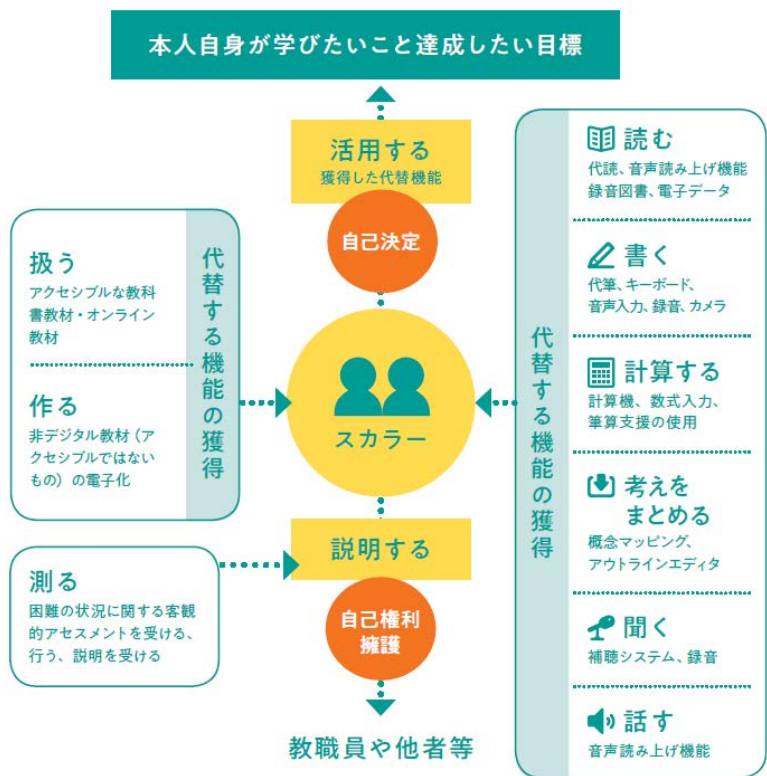 本人自身が学びたいこと達成したい目標
活用する
獲得した代替機能
自己決定
扱う
アクセシブルな教科
書教材・オンライン
教材
作る
非デジタル教材(ア
クセシブルではない
もの)の電子化
代替する機能の獲得
スカラー
説明する
測る
困難の状況に関する客観
的アセスメントを受ける、
行う、説明を受ける
自己権利
擁護
教職員や他者等
代替する機能の獲得
読む
代読、音声読み上げ機能
録音図書、電子データ
書く
代筆、キーボード、
音声入力、録音、カメラ
計算する
計算機、数式入力、
筆算支援の使用
考えを
まとめる
概念マッピング、
アウトラインエディタ
聞く
補聴システム、録音
話す
音声読み上げ機能